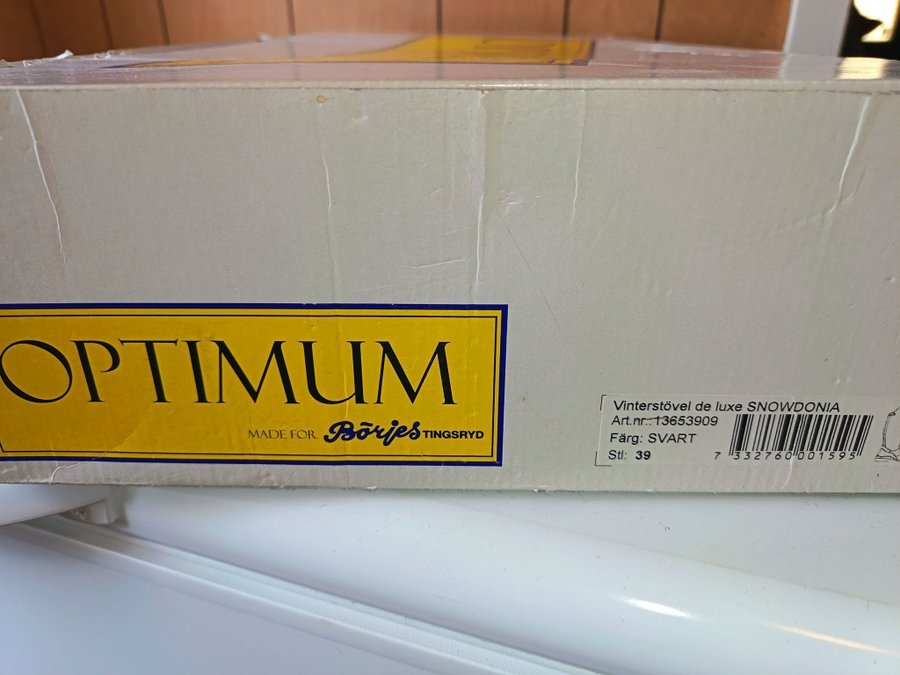 OPTIMUM
MADE FOR Börjes TINGSRYD
Vinterstövel de luxe SNOWDONIA
Art.nr.: 13653909
Färg: SVART
Stl: 39
7 332760 001595